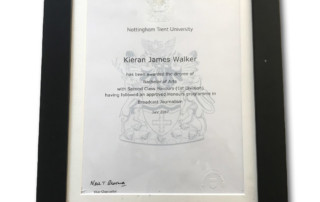 Nottingham Trent University
Kieran James Walker
has been awarded the degree of
Bachelor of Arts
with Second Class Honours (1st Division)
having followed an approved honours programme in
Broadcast Journalism